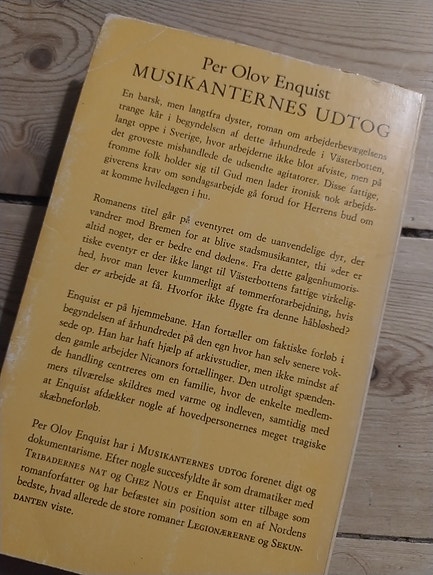 Per Olov Enquist
MUSIKANTERNES UDTOG
En barsk, men langtfra dyster, roman om arbejderbevægelsens
trange kår i begyndelsen af dette århundrede i Västerbotten,
langt oppe i Sverige, hvor arbejderne ikke blot afviste, men på
det groveste mishandlede de udsendte agitatorer. Disse fattige,
fromme folk holder sig til Gud men lader ironisk nok arbejds-
giverens krav om søndagsarbejde gå forud for Herrens bud om
at komme hviledagen i hu.
Romanens titel går på eventyret om de uanvendelige dyr, der
vandrer mod Bremen for at blive stadsmusikanter, thi »der er
altid noget, der er bedre end døden«. Fra dette galgenhumoris-
tiske eventyr er der ikke langt til Västerbottens fattige virkelig-
hed, hvor man lever kummerligt af tømmerforarbejdning, hvis
der er arbejde at få. Hvorfor ikke flygte fra denne håbløshed?
Enquist er på hjemmebane. Han fortæller om faktiske forløb i
begyndelsen af århundredet på den egn hvor han selv senere vok-
sede op. Han har haft hjælp af arkivstudier, men ikke mindst af
den gamle arbejder Nicanors fortællinger. Den utroligt spænden-
de handling centreres om en familie, hvor de enkelte medlem-
mers tilværelse skildres med varme og indleven, samtidig med
at Enquist afdækker nogle af hovedpersonernes meget tragiske
skæbneforløb.
Per Olov Enquist har i MUSIKANTERNES UDTOG forenet digt og
dokumentarisme. Efter nogle succesfyldte år som dramatiker med
TRIBADERNES NAT og CHEZ NOUS er Enquist atter tilbage som
romanforfatter og har befæstet sin position som en af Nordens
bedste, hvad allerede de store romaner LEGIONÆRERNE og SEKUN-
DANTEN viste.